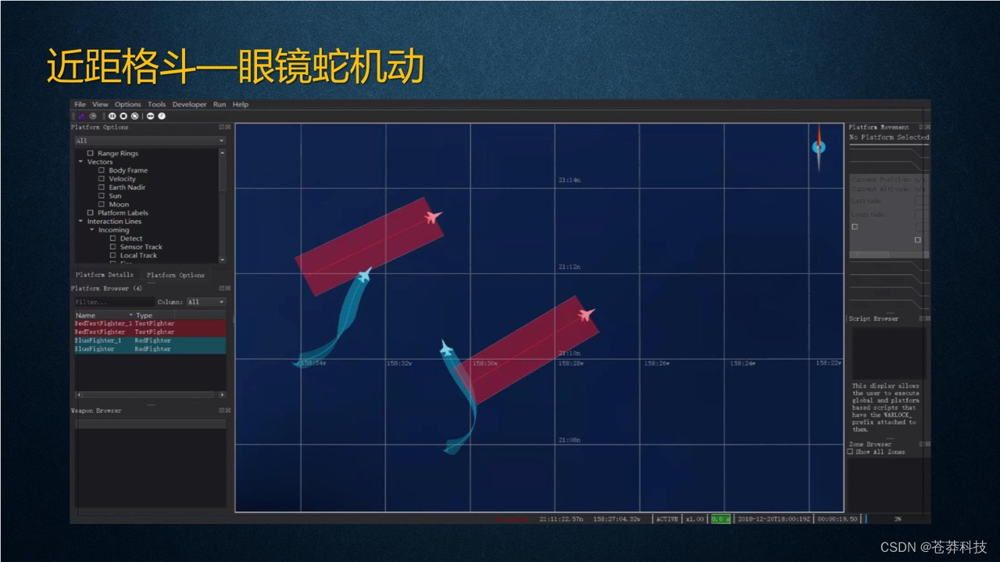 近距格斗—眼镜蛇机动
File View Options Tools Developer Run Help
Platform Options
All
Range Rings
Vectors
Body Frame
Velocity
Earth Nadir
Sun
Moon
Platform Labels
Interaction Lines
Incoming
Detect
Sensor Track
Local Track
Platform Details Platform Options
Platform Browser (4)
Filter... Column: All
Name Type
RedTestFighter_1 TestFighter
RedTestFighter TestFighter
BlueFighter_1 RedFighter
BlueFighter RedFighter
Weapon Browser
21:14n
21:12n
21:10n
158:34w 158:32w 158:30w 158:28w 158:26w 158:24w 158:22w
21:08n
Platform Movement
No Platform Selected
Current Position: n/a
Current Altitude: n/a
Latitude:
Longitude:
Script Browser
This display allows
the user to execute
global and platform
based scripts that
have the WARLOCK_
prefix attached to
them.
Zone Browser
Show All Zones
21:11:22.57n 158:27:04.32w ACTIVE x1.00 0.0 s 2018-12-20T18:00:19Z 00:00:19.50 3%
CSDN @苍莽科技